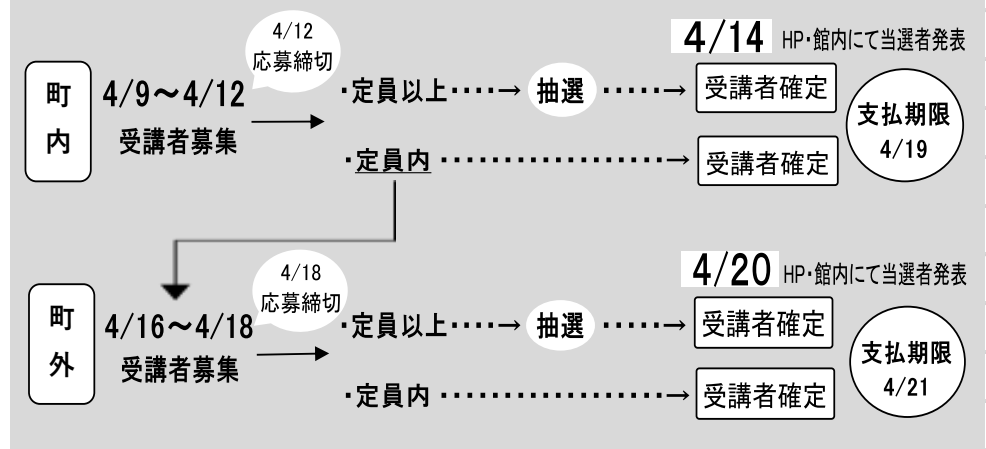 町内
4/9～4/12
受講者募集
4/12
応募締切
・定員以上・・・・→ 抽選 ・・・・・→ 受講者確定
・定員内・・・・・・・・・・・・・・・・→ 受講者確定
4/14 HP・館内にて当選者発表
支払期限
4/19
町外
4/16～4/18
受講者募集
4/18
応募締切
・定員以上・・・・→ 抽選 ・・・・・→ 受講者確定
・定員内・・・・・・・・・・・・・・・・→ 受講者確定
4/20 HP・館内にて当選者発表
支払期限
4/21